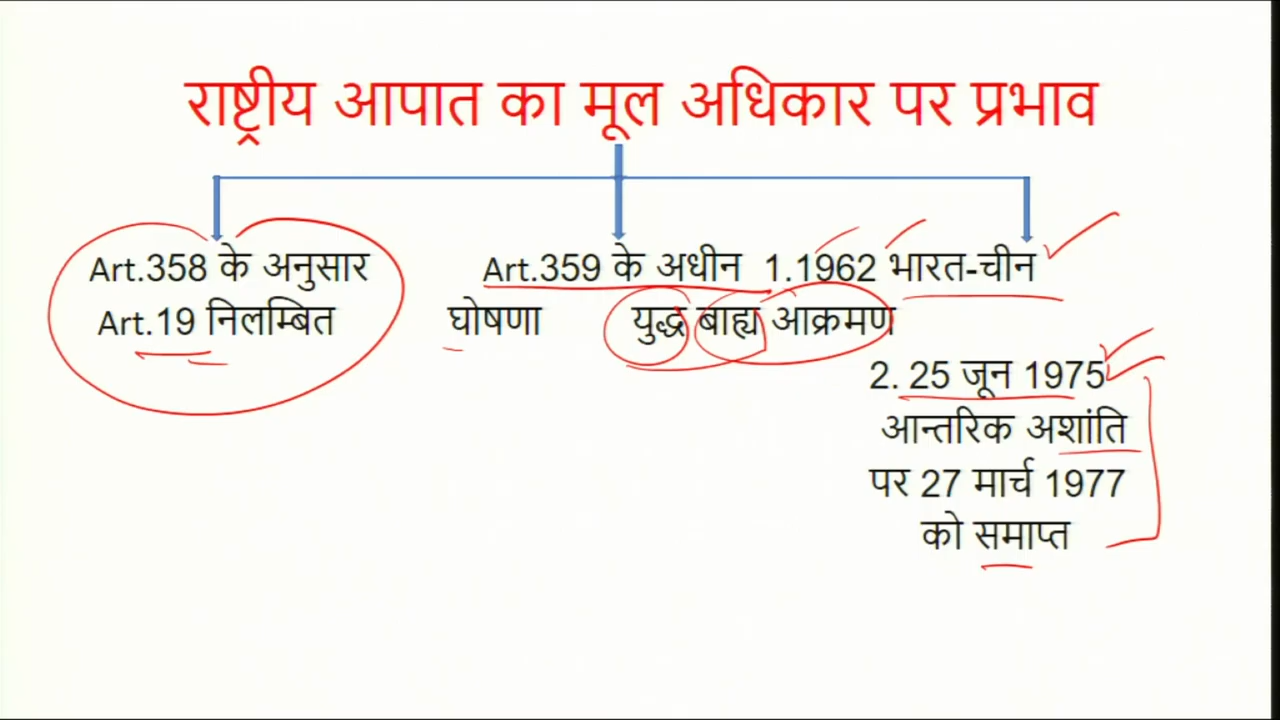 राष्ट्रीय आपात का मूल अधिकार पर प्रभाव
Art.358 के अनुसार
Art.19 निलम्बित
Art.359 के अधीन
घोषणा
1.1962 भारत-चीन
युद्ध बाह्य आक्रमण
2. 25 जून 1975
आन्तरिक अशांति
पर 27 मार्च 1977
को समाप्त